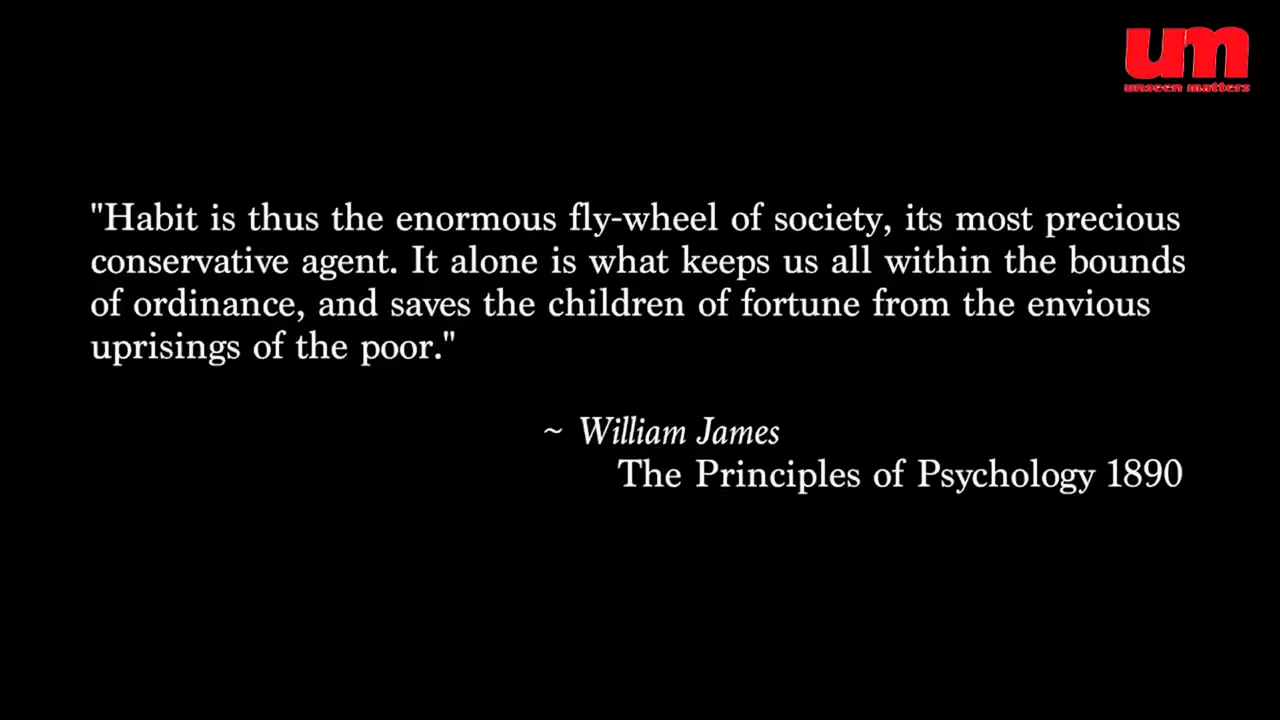 um
unseen matters
"Habit is thus the enormous fly-wheel of society, its most precious
conservative agent. It alone is what keeps us all within the bounds
of ordinance, and saves the children of fortune from the envious
uprisings of the poor."
~ William James
The Principles of Psychology 1890